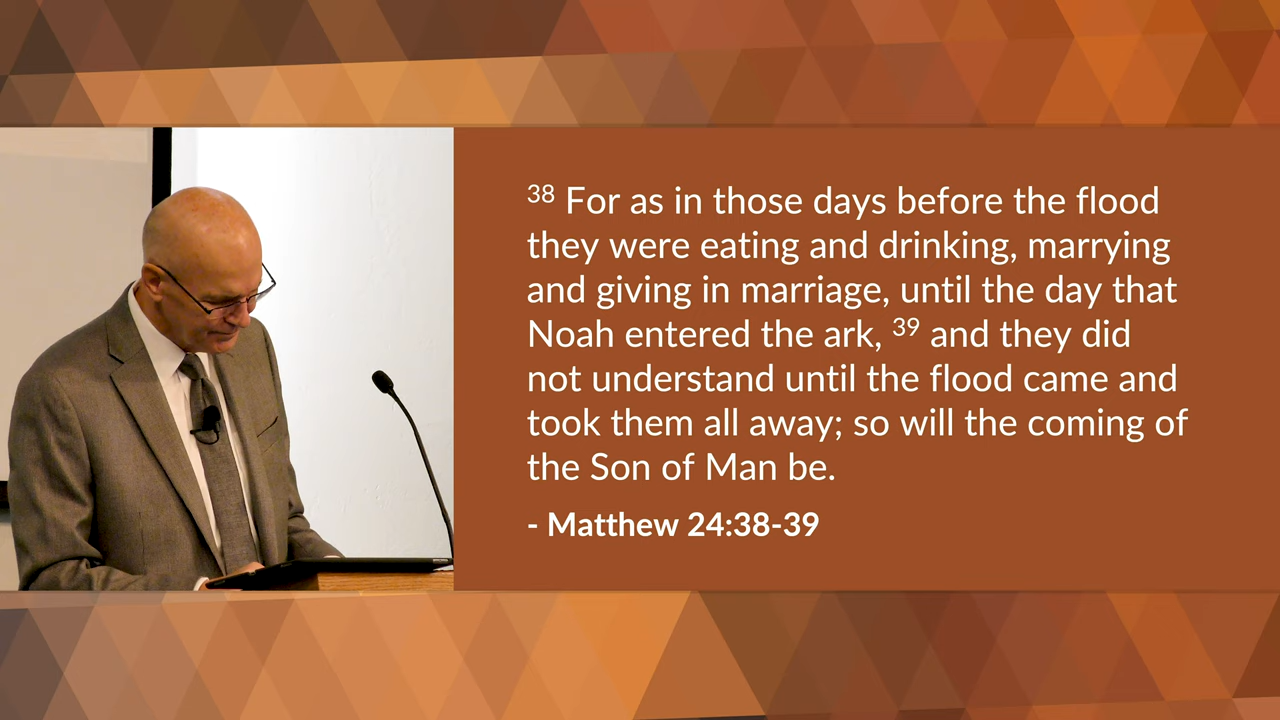 38 For as in those days before the flood
they were eating and drinking, marrying
and giving in marriage, until the day that
Noah entered the ark, 39 and they did
not understand until the flood came and
took them all away; so will the coming of
the Son of Man be.
- Matthew 24:38-39